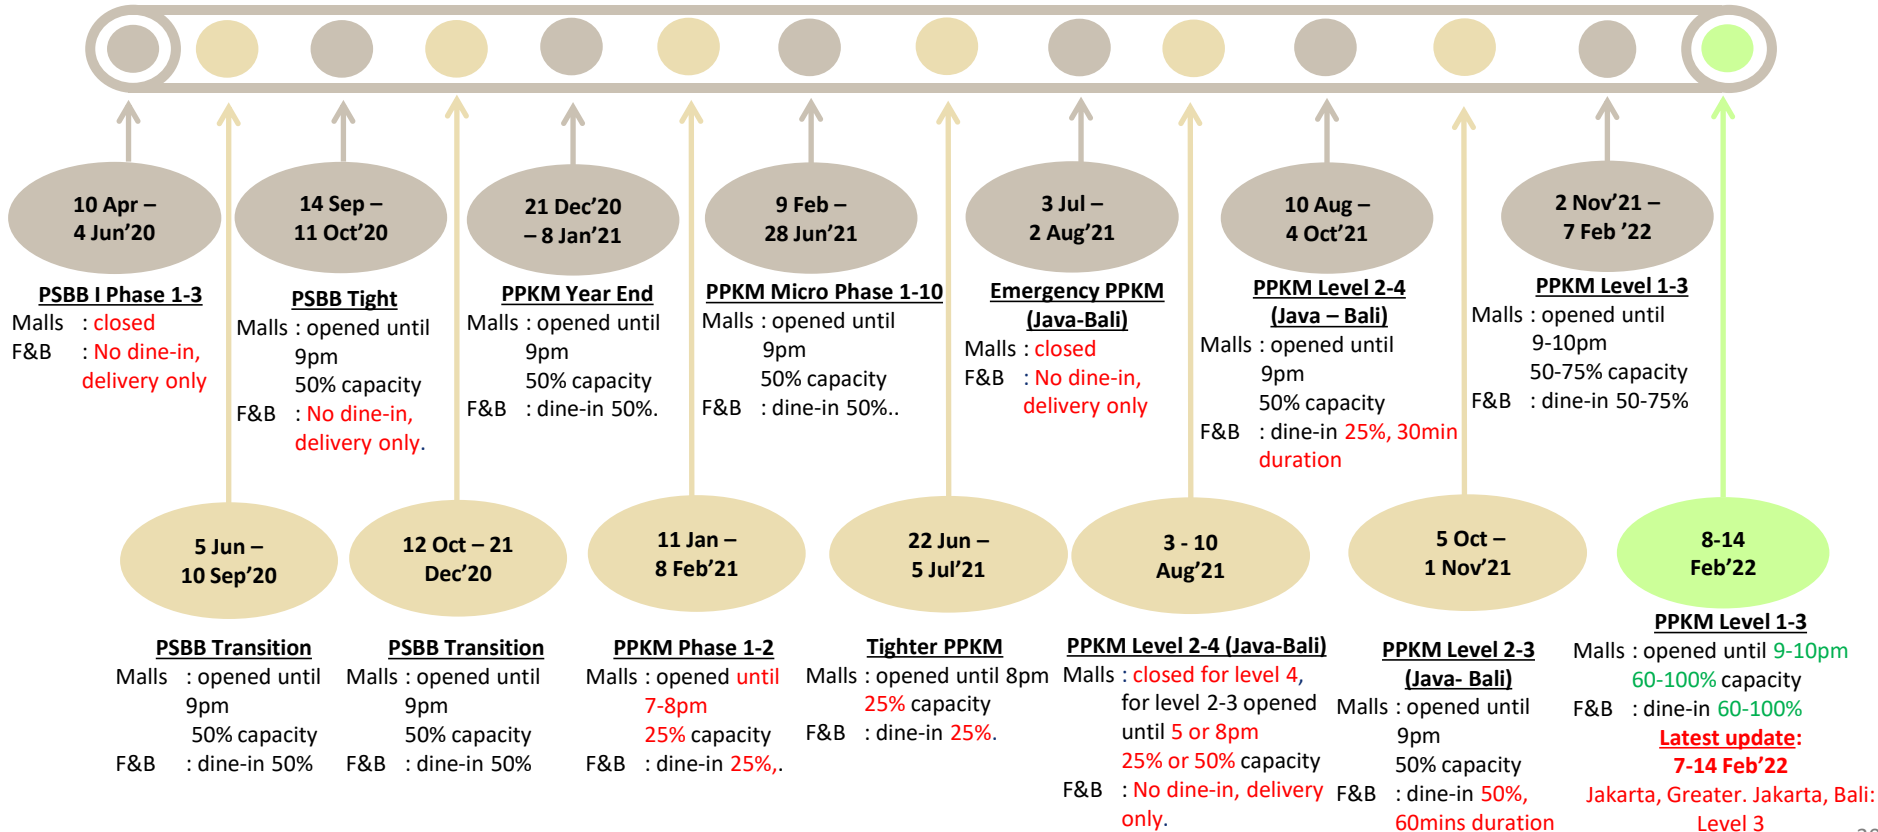 10 Apr –
4 Jun’20
PSBB I Phase 1-3
Malls : closed
F&B : No dine-in,
delivery only
5 Jun –
10 Sep’20
PSBB Transition
Malls : opened until
9pm
50% capacity
F&B : dine-in 50%
14 Sep –
11 Oct’20
PSBB Tight
Malls : opened until
9pm
50% capacity
F&B : No dine-in,
delivery only.
12 Oct – 21
Dec’20
PSBB Transition
Malls : opened until
9pm
50% capacity
F&B : dine-in 50%
21 Dec’20
– 8 Jan’21
PPKM Year End
Malls : opened until
9pm
50% capacity
F&B : dine-in 50%.
11 Jan –
8 Feb’21
PPKM Phase 1-2
Malls : opened until
7-8pm
25% capacity
F&B : dine-in 25%,.
9 Feb –
28 Jun’21
PPKM Micro Phase 1-10
Malls : opened until
9pm
50% capacity
F&B : dine-in 50%..
22 Jun –
5 Jul’21
Tighter PPKM
Malls : opened until 8pm
25% capacity
F&B : dine-in 25%.
3 Jul –
2 Aug’21
Emergency PPKM
(Java-Bali)
Malls : closed
F&B : No dine-in,
delivery only
3 - 10
Aug’21
PPKM Level 2-4 (Java-Bali)
Malls : closed for level 4,
for level 2-3 opened
until 5 or 8pm
25% or 50% capacity
F&B : No dine-in, delivery
only.
10 Aug –
4 Oct’21
PPKM Level 2-4
(Java – Bali)
Malls : opened until
9pm
50% capacity
F&B : dine-in 25%, 30min
duration
5 Oct –
1 Nov’21
PPKM Level 2-3
(Java- Bali)
Malls : opened until
9pm
50% capacity
F&B : dine-in 50%,
60mins duration
2 Nov’21 –
7 Feb ’22
PPKM Level 1-3
Malls : opened until
9-10pm
50-75% capacity
F&B : dine-in 50-75%
8-14
Feb’22
PPKM Level 1-3
Malls : opened until 9-10pm
60-100% capacity
F&B : dine-in 60-100%
Latest update:
7-14 Feb’22
Jakarta, Greater. Jakarta, Bali:
Level 3